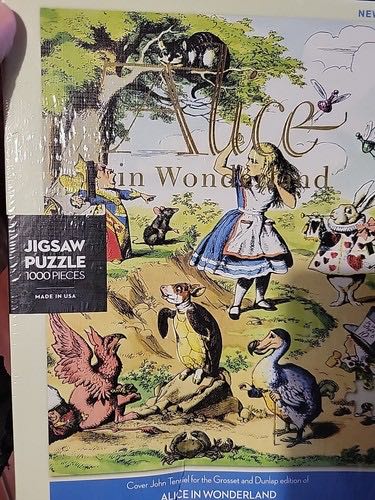 NEW
Alice
in Wonderland
JIGSAW
PUZZLE
1000 PIECES
MADE IN USA
Cover John Tenniel for the Grosset and Dunlap edition of
ALICE IN WONDERLAND